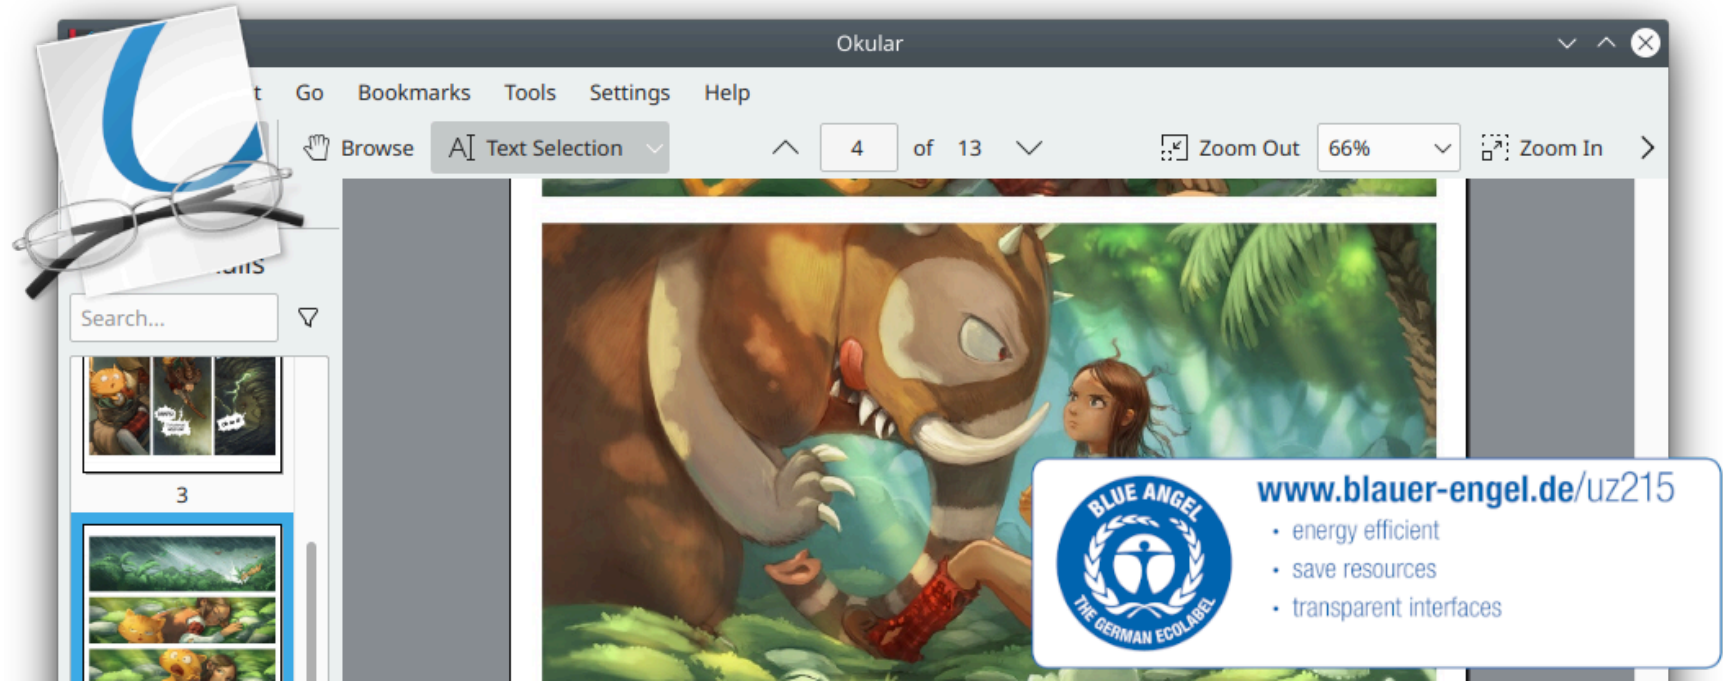 Okular
Go Bookmarks Tools Settings Help
Browse Text Selection 4 of 13 Zoom Out 66% Zoom In
Search...
3
BLUE ANGEL
THE GERMAN ECOLABEL
www.blauer-engel.de/uz215
• energy efficient
• save resources
• transparent interfaces